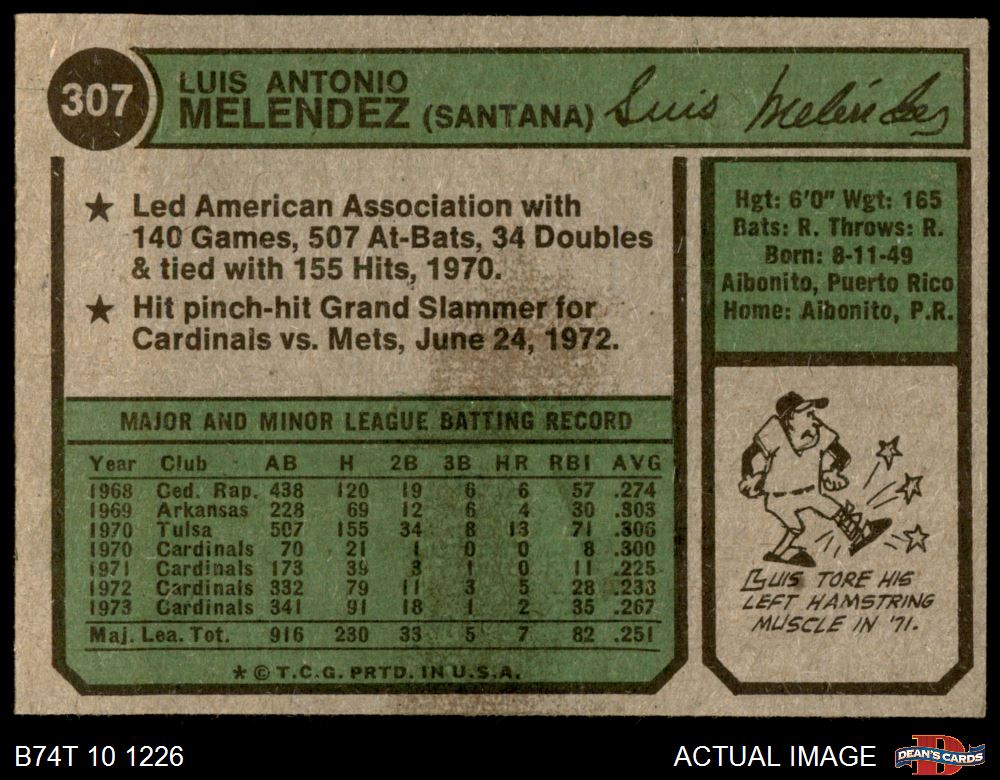 307
LUIS ANTONIO
MELENDEZ (SANTANA)
Luis Melendez
★ Led American Association with
140 Games, 507 At-Bats, 34 Doubles
& tied with 155 Hits, 1970.
★ Hit pinch-hit Grand Slammer for
Cardinals vs. Mets, June 24, 1972.
Hgt: 6'0" Wgt: 165
Bats: R. Throws: R.
Born: 8-11-49
Aibonito, Puerto Rico
Home: Aibonito, P.R.
MAJOR AND MINOR LEAGUE BATTING RECORD
Year Club AB H 2B 3B HR RBI AVG
1968 Ced. Rap. 438 120 19 6 6 57 .274
1969 Arkansas 228 69 12 6 4 30 .303
1970 Tulsa 507 155 34 8 13 71 .306
1970 Cardinals 70 21 1 0 0 8 .300
1971 Cardinals 173 39 3 1 0 11 .225
1972 Cardinals 332 79 11 3 5 28 .233
1973 Cardinals 341 91 18 1 2 35 .267
Maj. Lea. Tot. 916 230 33 5 7 82 .251
* © T.C.G. PRTD. IN U.S.A.
LUIS TORE HIS
LEFT HAMSTRING
MUSCLE IN '71.
B74T 10 1226
ACTUAL IMAGE
DEAN'S CARDS